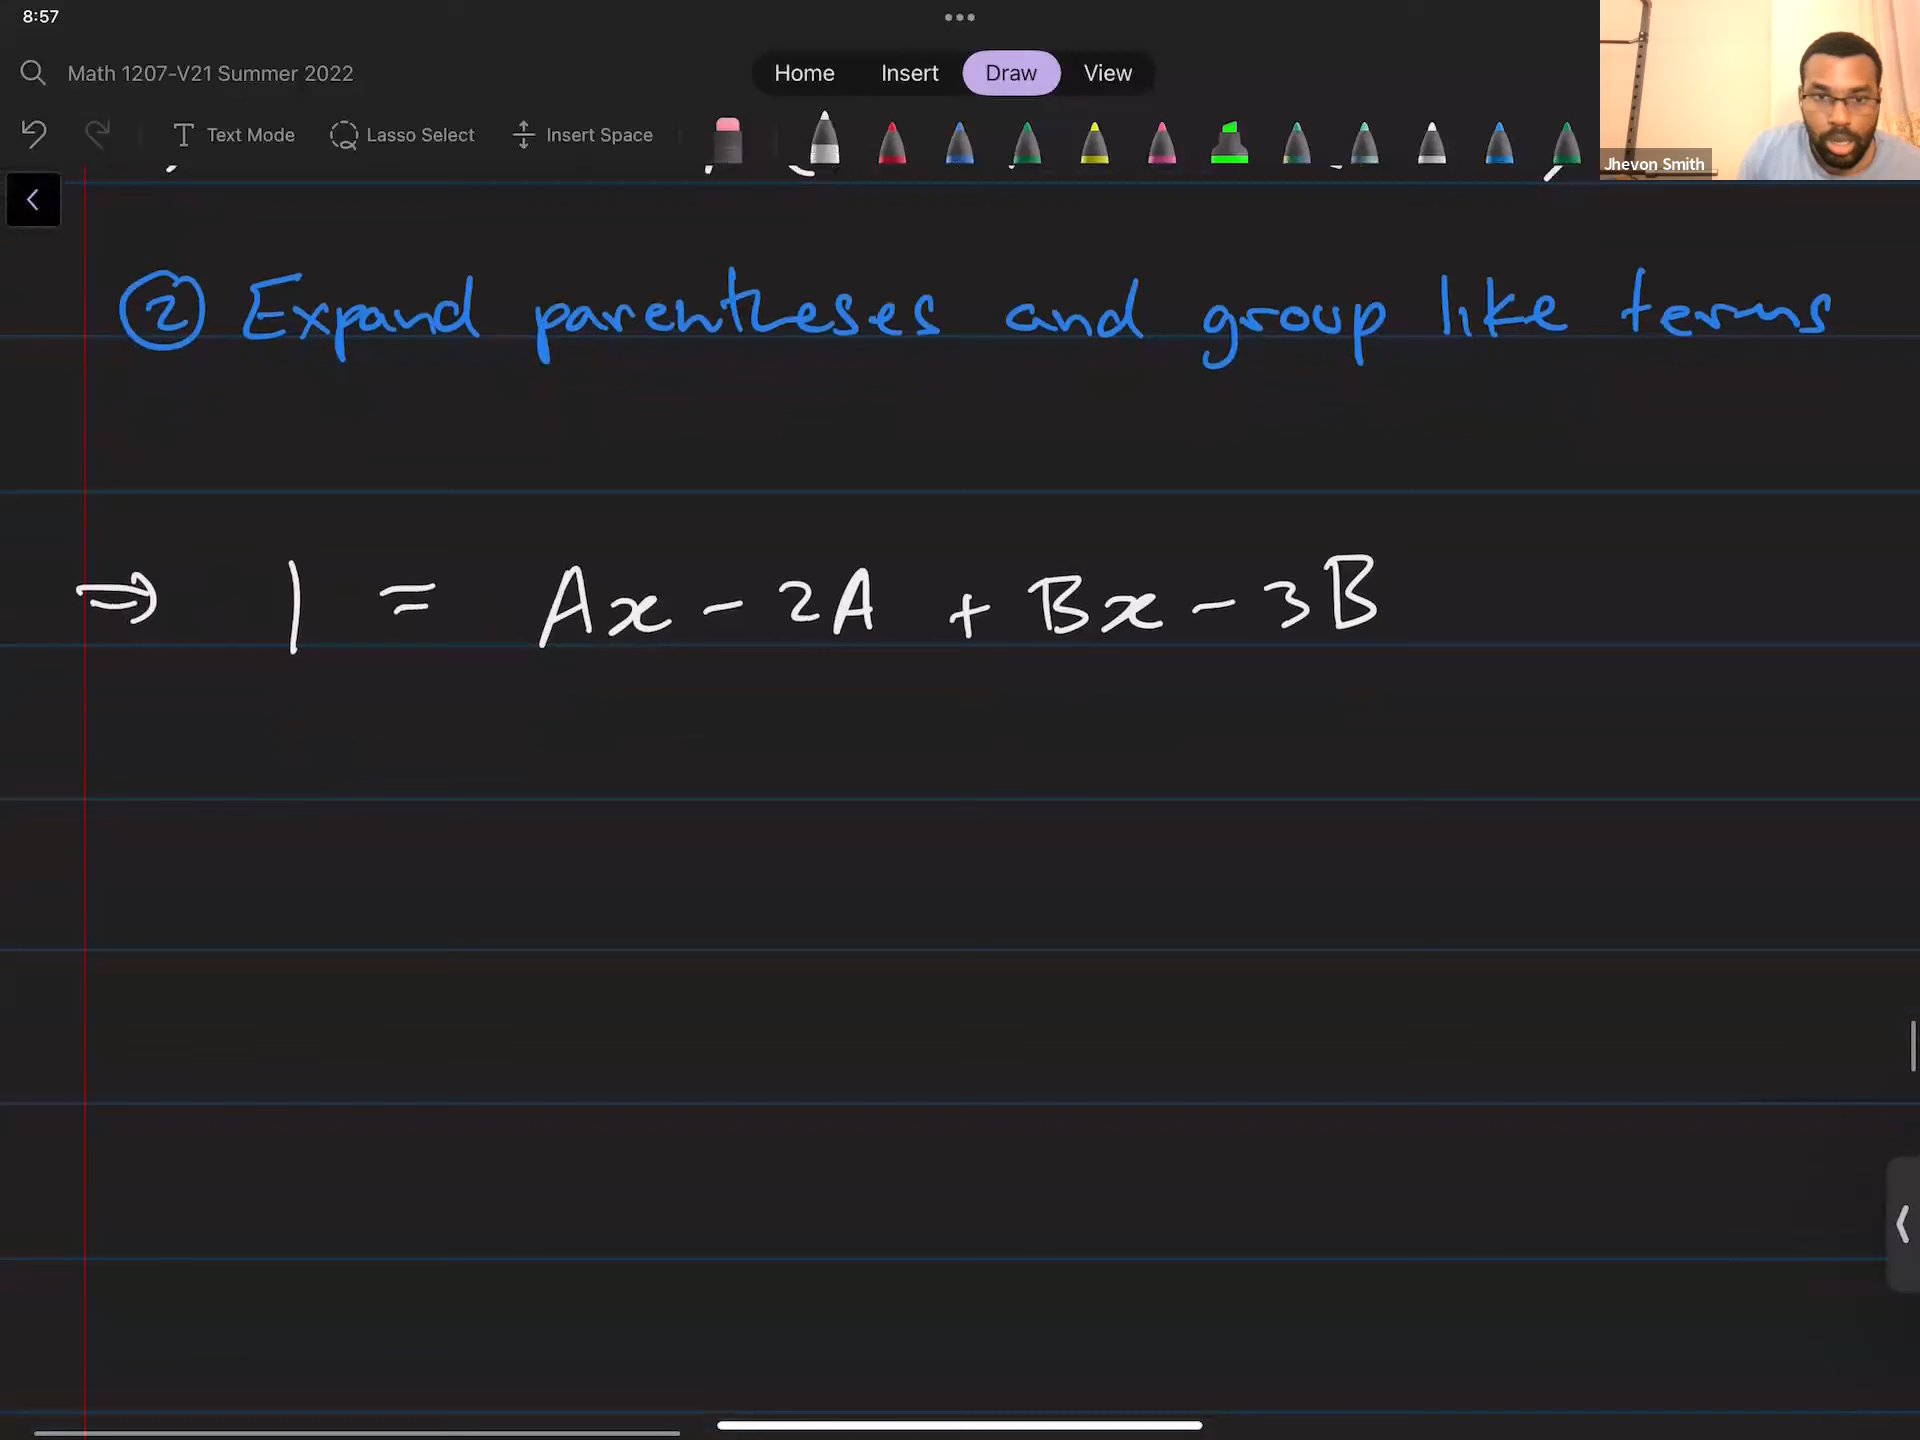 8:57
Math 1207-V21 Summer 2022
Home Insert Draw View
Text Mode Lasso Select Insert Space
Jhevon Smith
② Expand parentheses and group like terms
⇒ 1 = Ax - 2A + Bx - 3B